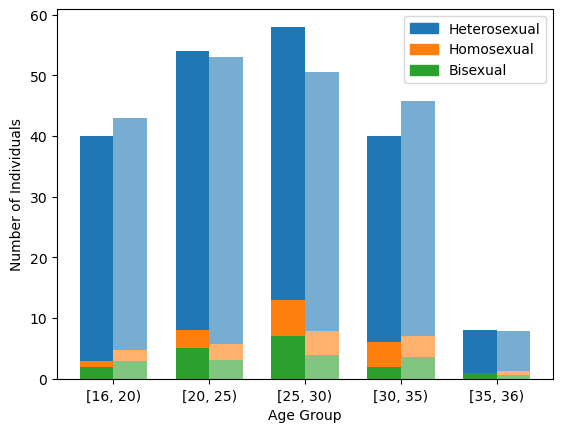 60
50
40
30
20
10
0
Number of Individuals
Heterosexual
Homosexual
Bisexual
[16, 20) [20, 25) [25, 30) [30, 35) [35, 36)
Age Group